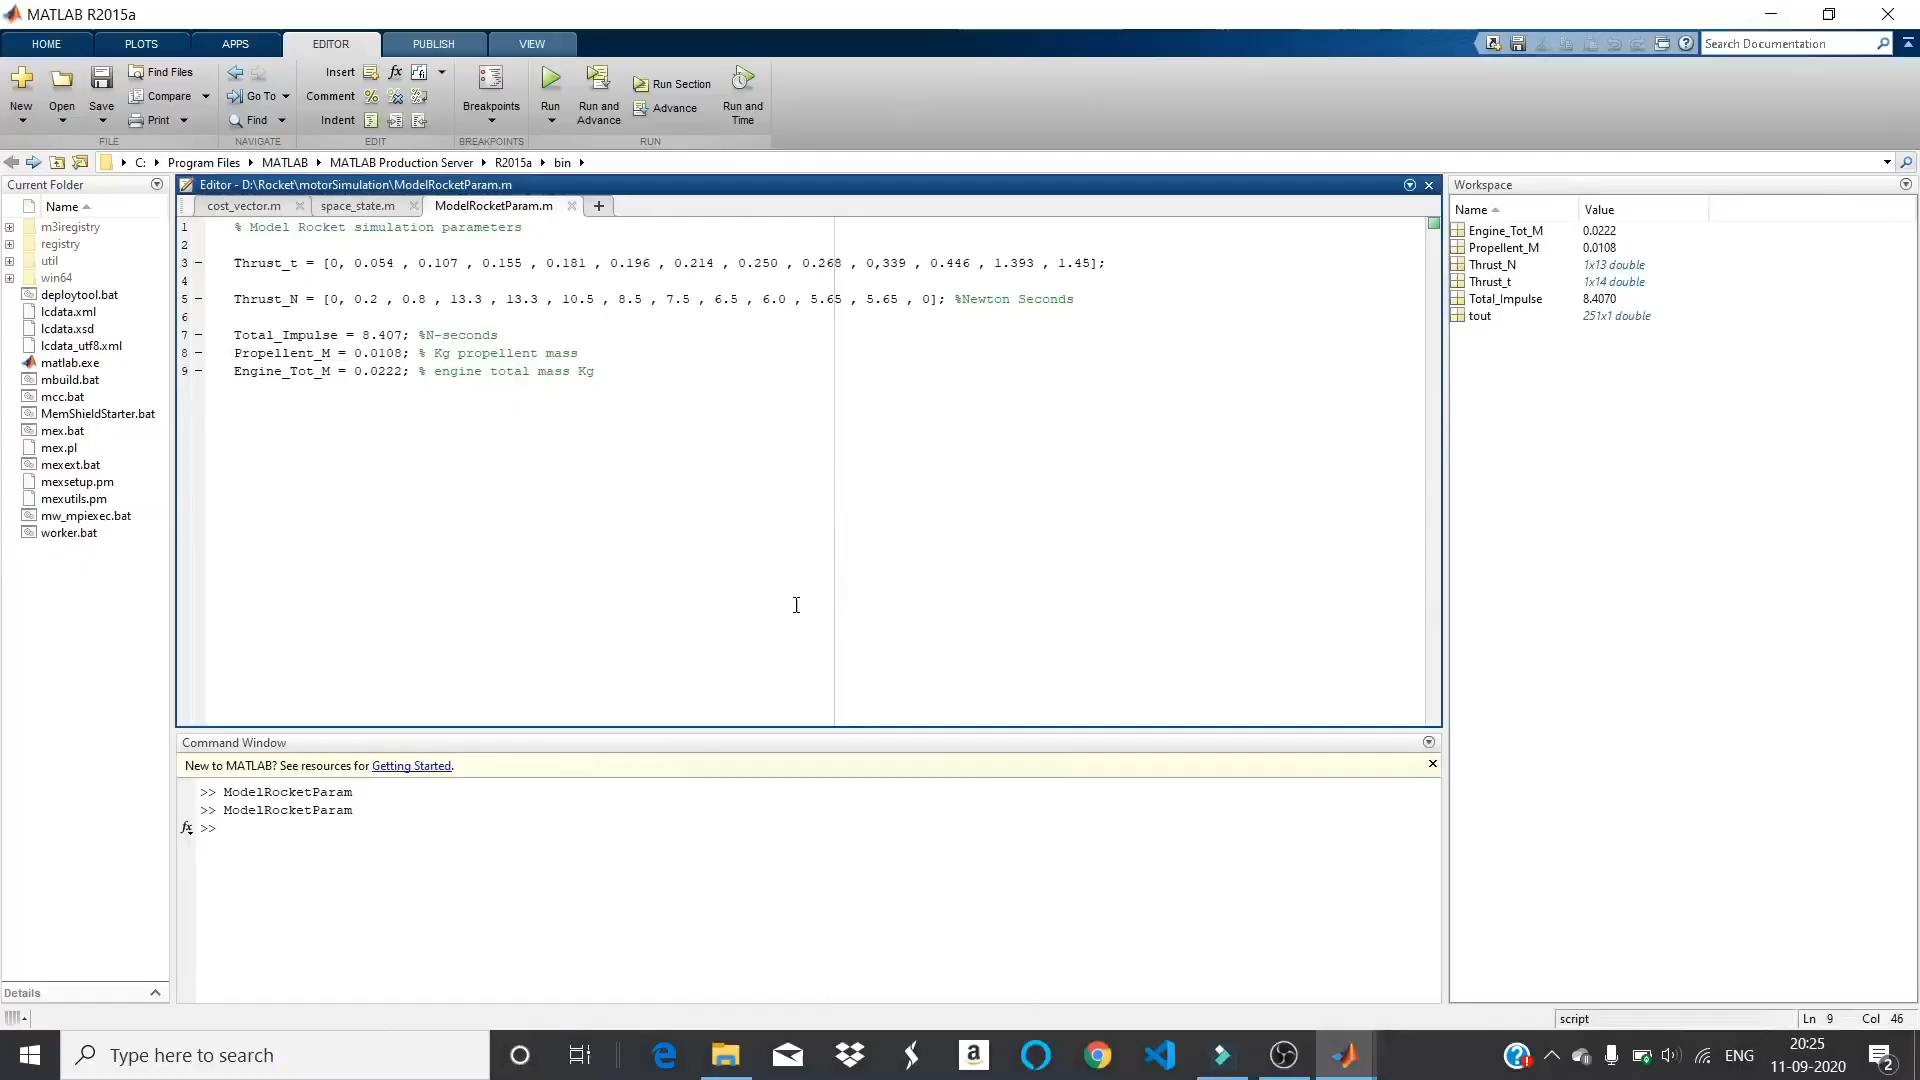 MATLAB R2015a
HOME PLOTS APPS EDITOR PUBLISH VIEW
Search Documentation
New Open Save
Find Files
Compare
Print
Go To
Find
Insert fx
Comment
Indent
Breakpoints
Run
Run and Advance
Run Section
Advance
Run and Time
FILE NAVIGATE EDIT BREAKPOINTS RUN
C: Program Files MATLAB MATLAB Production Server R2015a bin
Current Folder
Name
m3iregistry
registry
util
win64
deploytool.bat
lcdata.xml
lcdata.xsd
lcdata_utf8.xml
matlab.exe
mbuild.bat
mcc.bat
MemShieldStarter.bat
mex.bat
mex.pl
mexext.bat
mexsetup.pm
mexutils.pm
mw_mpiexec.bat
worker.bat
Details
Editor - D:\Rocket\motorSimulation\ModelRocketParam.m
cost_vector.m space_state.m ModelRocketParam.m
1 % Model Rocket simulation parameters
2
3 – Thrust_t = [0, 0.054 , 0.107 , 0.155 , 0.181 , 0.196 , 0.214 , 0.250 , 0.268 , 0,339 , 0.446 , 1.393 , 1.45];
4
5 – Thrust_N = [0, 0.2 , 0.8 , 13.3 , 13.3 , 10.5 , 8.5 , 7.5 , 6.5 , 6.0 , 5.65 , 5.65 , 0]; %Newton Seconds
6
7 – Total_Impulse = 8.407; %N-seconds
8 – Propellent_M = 0.0108; % Kg propellent mass
9 – Engine_Tot_M = 0.0222; % engine total mass Kg
Command Window
New to MATLAB? See resources for Getting Started.
>> ModelRocketParam
>> ModelRocketParam
fx >>
Workspace
Name Value
Engine_Tot_M 0.0222
Propellent_M 0.0108
Thrust_N 1x13 double
Thrust_t 1x14 double
Total_Impulse 8.4070
tout 251x1 double
script Ln 9 Col 46
Type here to search
ENG
20:25
11-09-2020
2